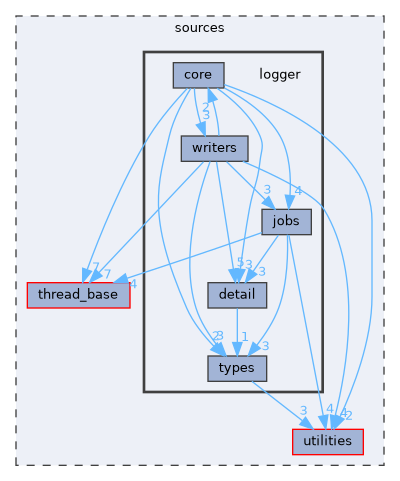 sources
core
logger
2
3
writers
3
4
jobs
7
7
4
5
3
3
thread_base
detail
1
2
3
3
types
3
4
4
2
utilities